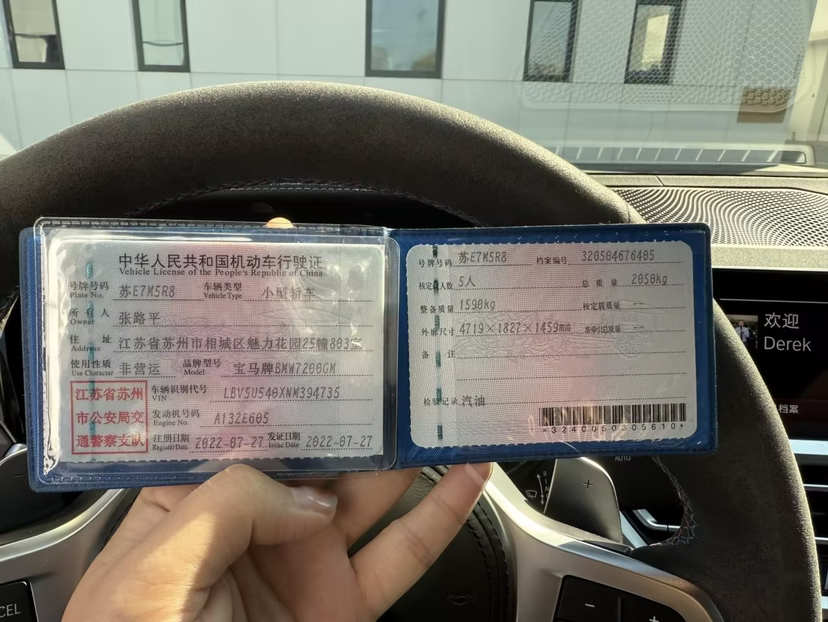 中华人民共和国机动车行驶证
Vehicle License of the People's Republic of China
号牌号码 Plate No. 苏E7M5R8 车辆类型 Vehicle Type 小型轿车
所有人 Owner 张路平
住址 Address 江苏省苏州市相城区魅力花园25幢803室
使用性质 Use Character 非营运 品牌型号 Model 宝马牌BMW7200GM
江苏省苏州
市公安局交
通警察支队
车辆识别代号 VIN LBV5U540XNM394735
发动机号码 Engine No. A132E605
注册日期 Register Date 2022-07-27 发证日期 Issue Date 2022-07-27
号牌号码 苏E7M5R8 档案编号 320504676405
核定载人数 5人 总质量 2050kg
整备质量 1590kg 核定载质量 --
外廓尺寸 4719×1827×1459mm 准牵引总质量 --
备注
检验记录 汽油
*3240060305610*
欢迎
Derek
档案
AUTO
CEL